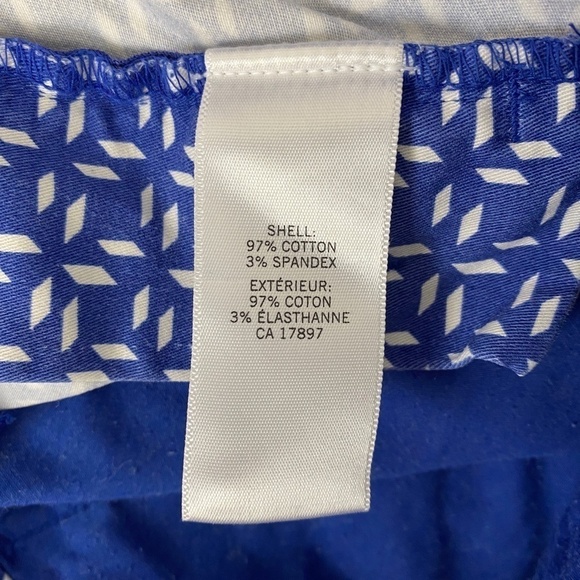 SHELL:
97% COTTON
3% SPANDEX
EXTÉRIEUR:
97% COTON
3% ÉLASTHANNE
CA 17897